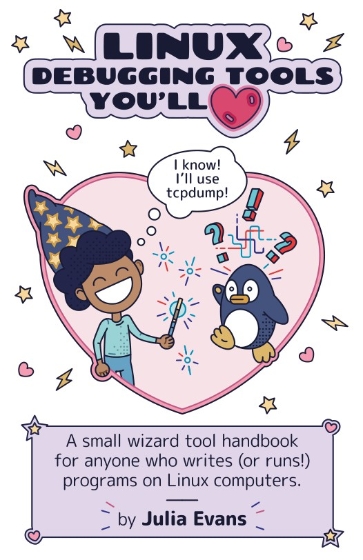 LINUX
DEBUGGING TOOLS
YOU'LL
I know!
I'll use
tcpdump!
? ! ?
A small wizard tool handbook
for anyone who writes (or runs!)
programs on Linux computers.
by Julia Evans